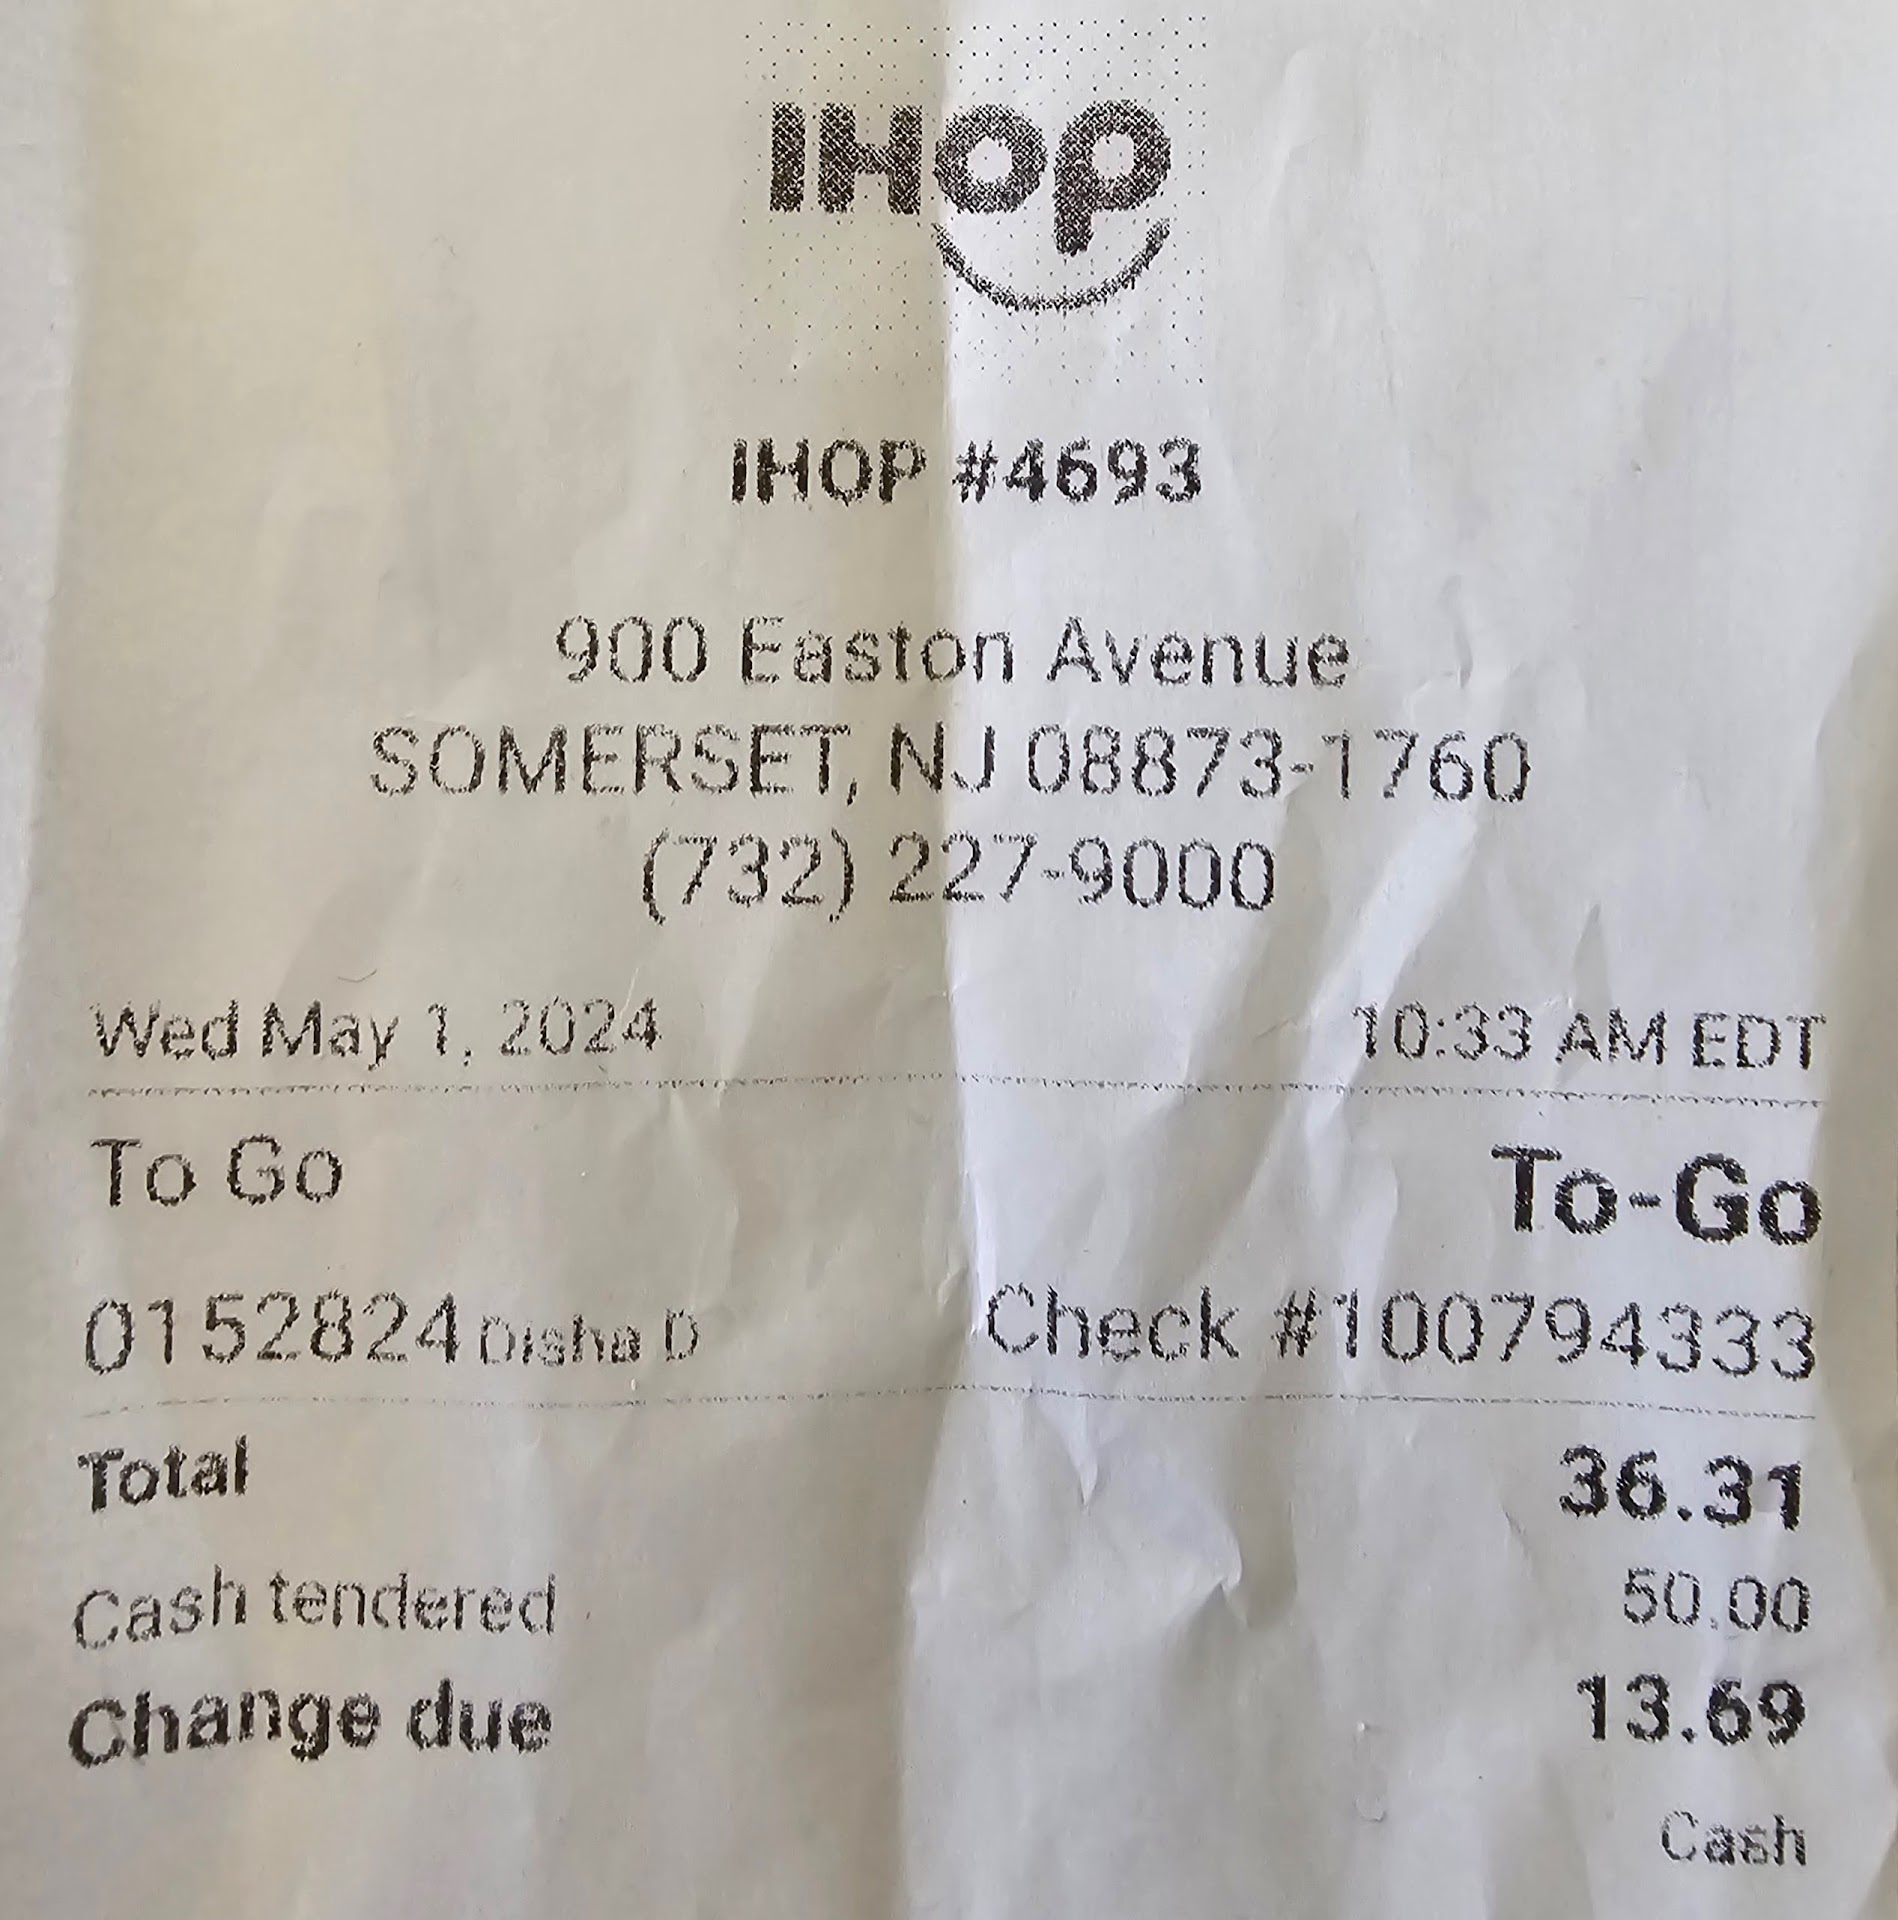 IHOP
IHOP #4693
900 Easton Avenue
SOMERSET, NJ 08873-1760
(732) 227-9000
Wed May 1, 2024 10:33 AM EDT
To Go To-Go
0152824 Disha D Check #100794333
Total 36.31
Cash tendered 50.00
Change due 13.69
Cash